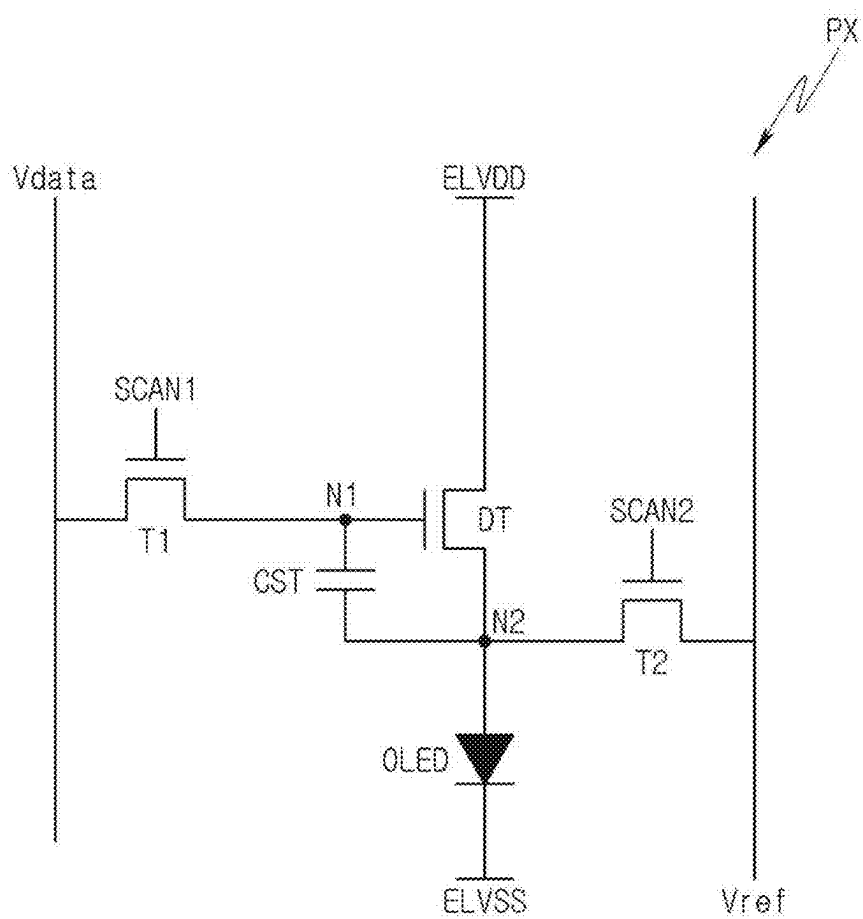 PX
Vdata
ELVDD
SCAN1
N1
DT
SCAN2
T1
CST
N2
T2
OLED
ELVSS
Vref